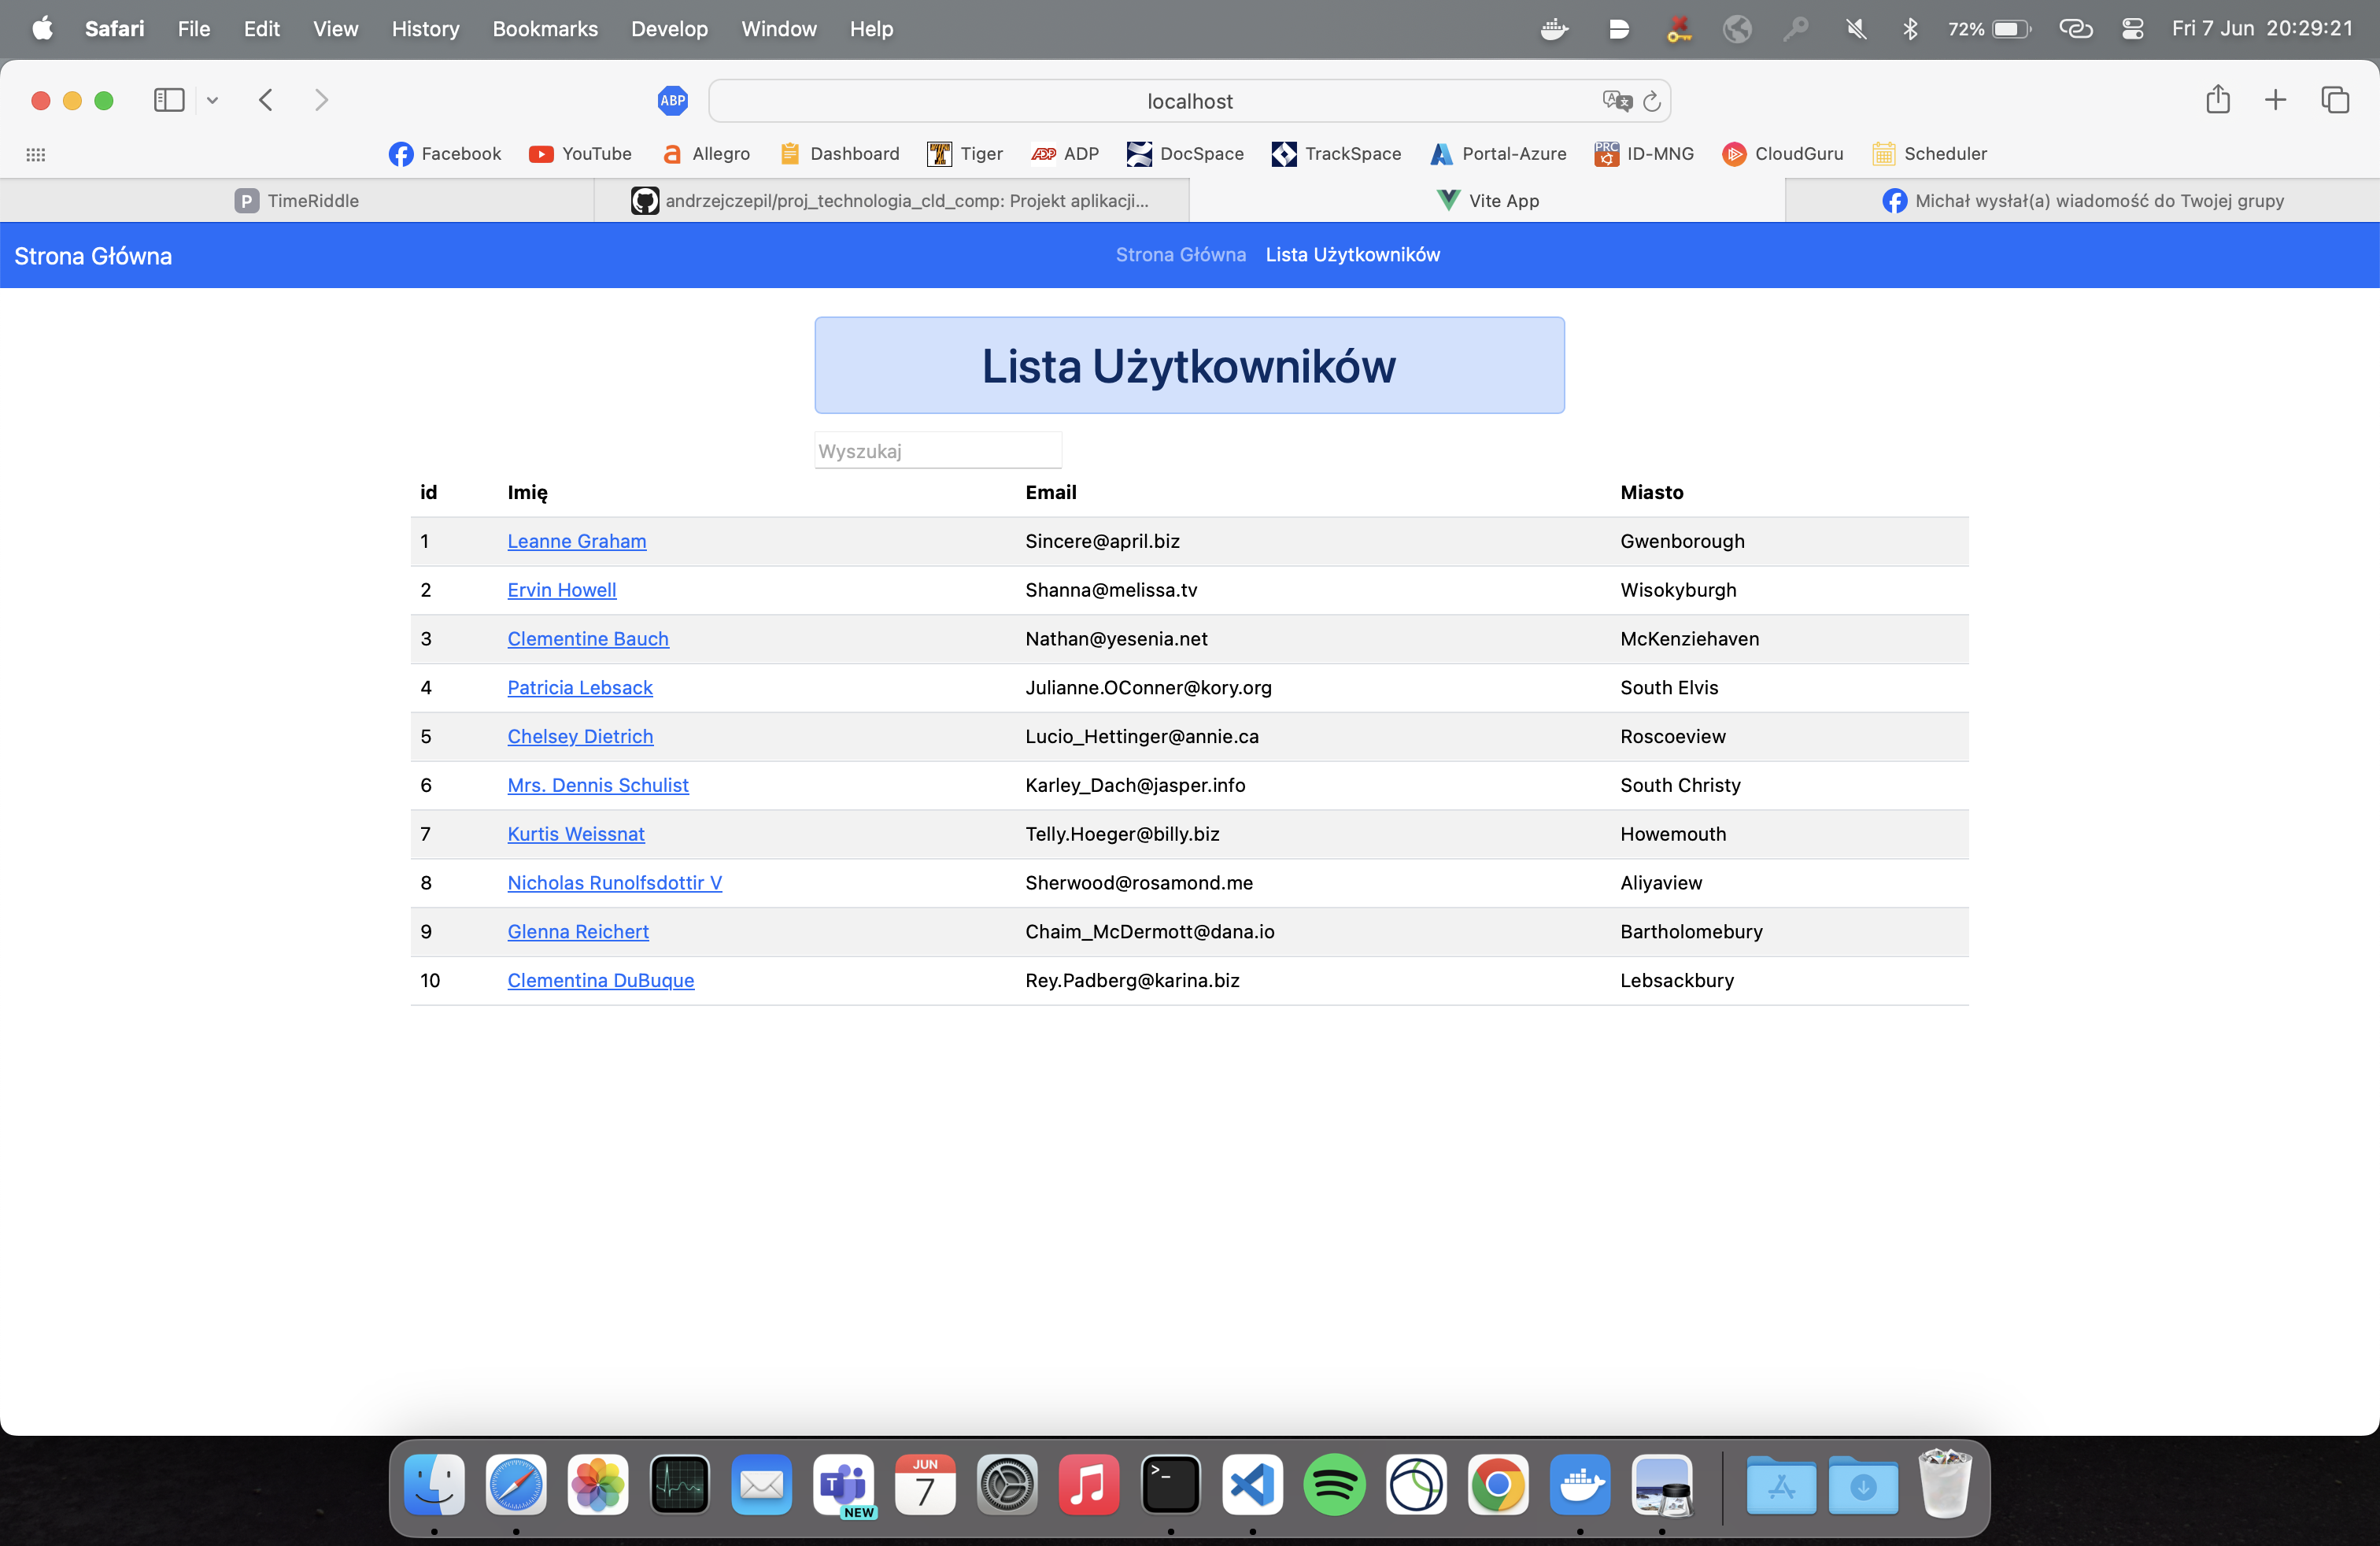 Safari File Edit View History Bookmarks Develop Window Help 72% Fri 7 Jun 20:29:21
ABP localhost
Facebook YouTube Allegro Dashboard Tiger ADP DocSpace TrackSpace Portal-Azure ID-MNG CloudGuru Scheduler
P TimeRiddle andrzejczepil/proj_technologia_cld_comp: Projekt aplikacji... Vite App Michał wysłał(a) wiadomość do Twojej grupy
Strona Główna Strona Główna Lista Użytkowników
Lista Użytkowników
Wyszukaj
id Imię Email Miasto
1 Leanne Graham Sincere@april.biz Gwenborough
2 Ervin Howell Shanna@melissa.tv Wisokyburgh
3 Clementine Bauch Nathan@yesenia.net McKenziehaven
4 Patricia Lebsack Julianne.OConner@kory.org South Elvis
5 Chelsey Dietrich Lucio_Hettinger@annie.ca Roscoeview
6 Mrs. Dennis Schulist Karley_Dach@jasper.info South Christy
7 Kurtis Weissnat Telly.Hoeger@billy.biz Howemouth
8 Nicholas Runolfsdottir V Sherwood@rosamond.me Aliyaview
9 Glenna Reichert Chaim_McDermott@dana.io Bartholomebury
10 Clementina DuBuque Rey.Padberg@karina.biz Lebsackbury
JUN
7
NEW